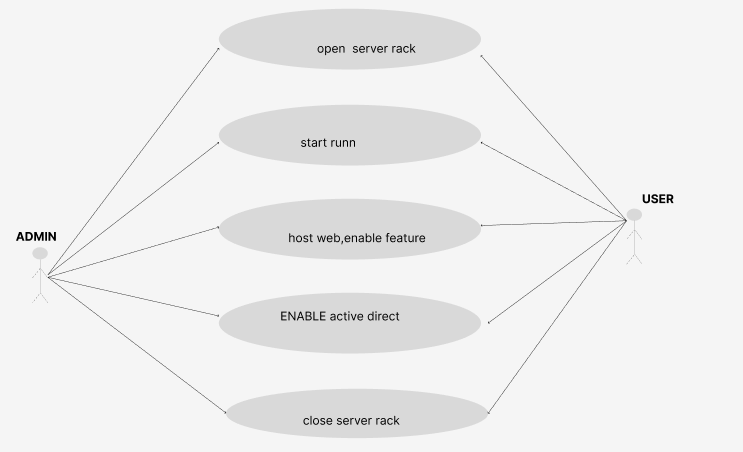 open  server rack
start runn
USER
ADMIN
host web,enable feature
ENABLE active direct
close server rack